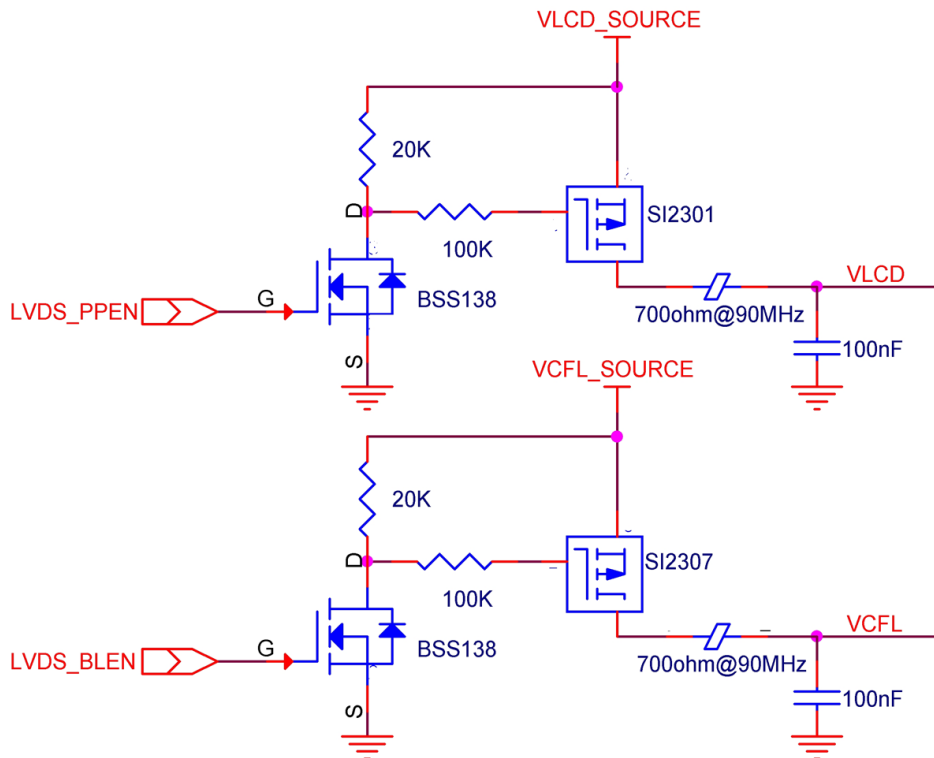 VLCD_SOURCE
20K
D
SI2301
100K
G
BSS138
LVDS_PPEN
VLCD
700ohm@90MHz
100nF
S
VCFL_SOURCE
20K
D
SI2307
100K
G
BSS138
LVDS_BLEN
VCFL
700ohm@90MHz
100nF
S